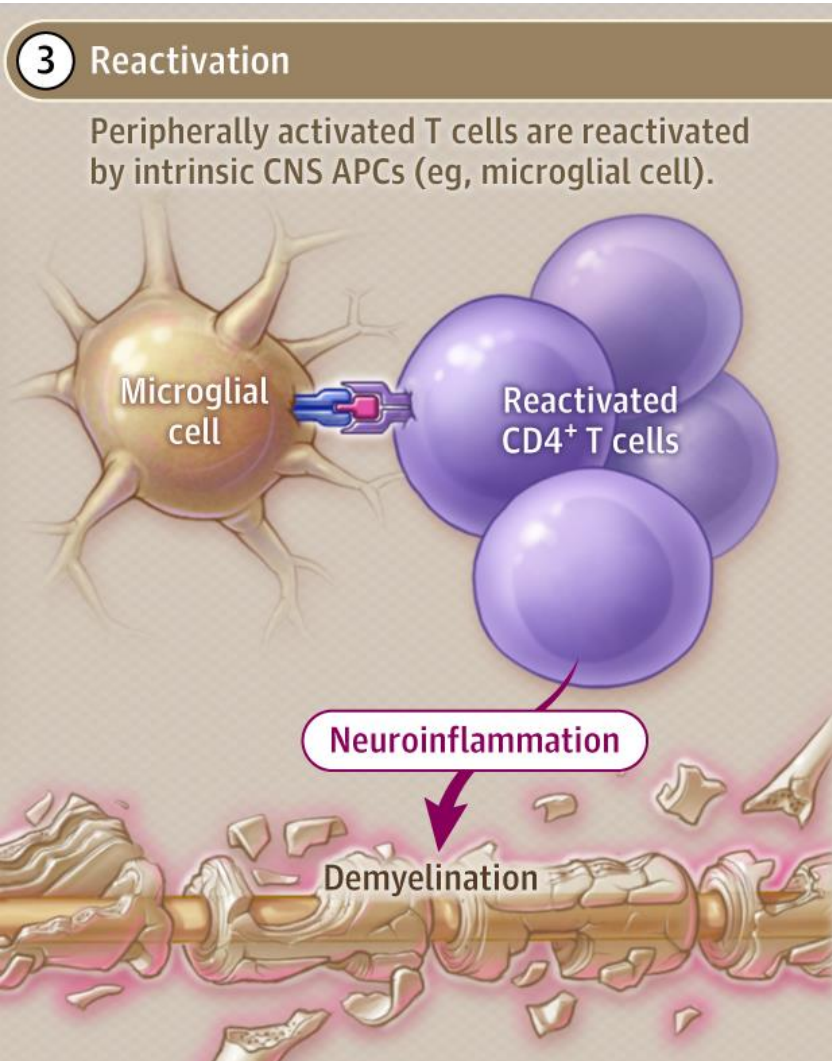 3 Reactivation
Peripherally activated T cells are reactivated
by intrinsic CNS APCs (eg, microglial cell).
Microglial
cell
Reactivated
CD4⁺ T cells
Neuroinflammation
Demyelination